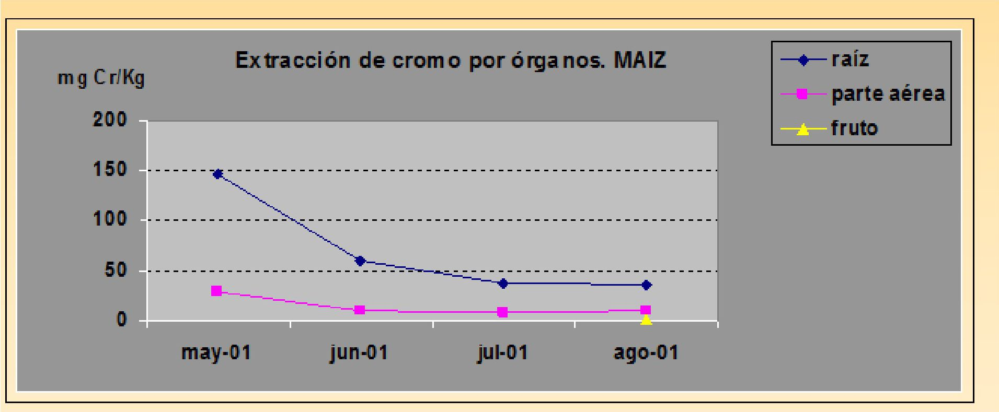 Extracción de cromo por órganos. MAIZ
mg Cr/Kg
200
150
100
50
0
may-01 jun-01 jul-01 ago-01
raíz
parte aérea
fruto